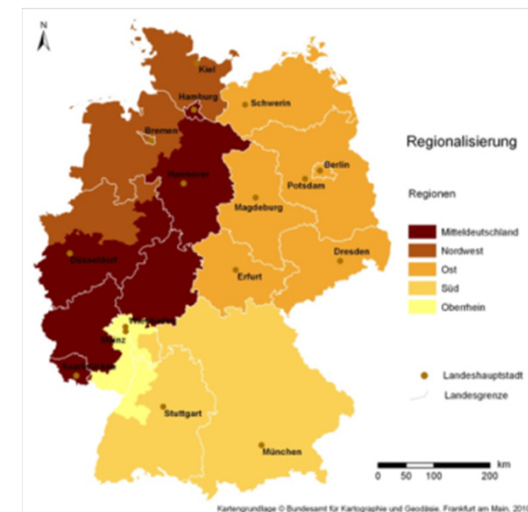 N
Kiel
Hamburg
Schwerin
Bremen
Hannover
Berlin
Potsdam
Magdeburg
Düsseldorf
Erfurt
Dresden
Mainz
Stuttgart
München
Regionalisierung
Regionen
Mitteldeutschland
Nordwest
Ost
Süd
Oberrhein
Landeshauptstadt
Landesgrenze
km
0 50 100 200
Kartengrundlage © Bundesamt für Kartographie und Geodäsie, Frankfurt am Main, 201